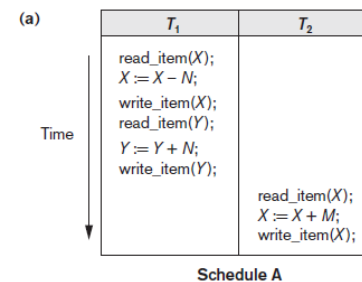 (a)
T₁
T₂
read_item(X);
X := X – N;
write_item(X);
read_item(Y);
Time
Y := Y + N;
write_item(Y);
read_item(X);
X := X + M;
write_item(X);
Schedule A